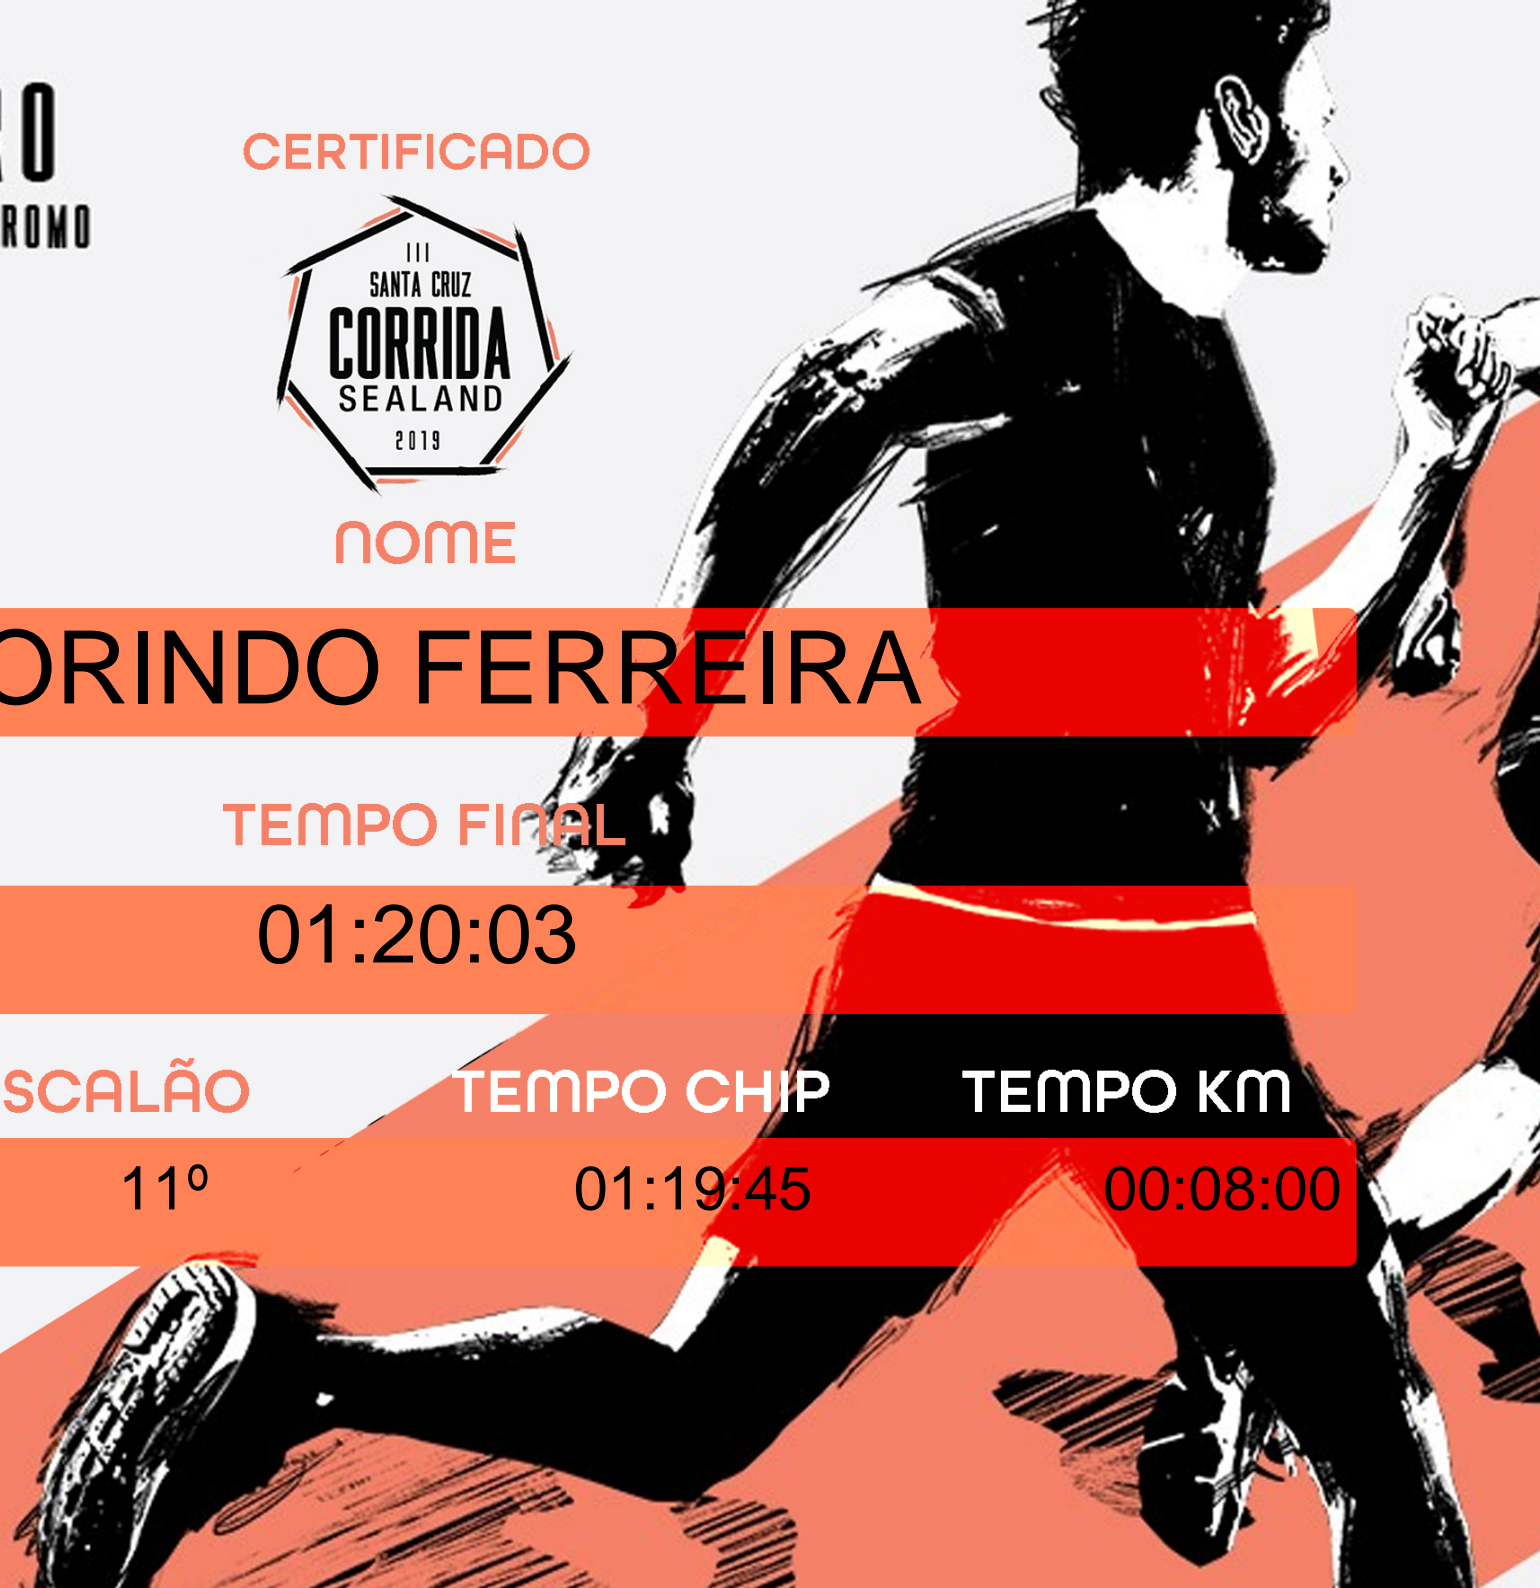 RO
ROMO
CERTIFICADO
III
SANTA CRUZ
CORRIDA
SEALAND
2019
NOME
ORINDO FERREIRA
TEMPO FINAL
01:20:03
SCALÃO TEMPO CHIP TEMPO KM
11º 01:19:45 00:08:00